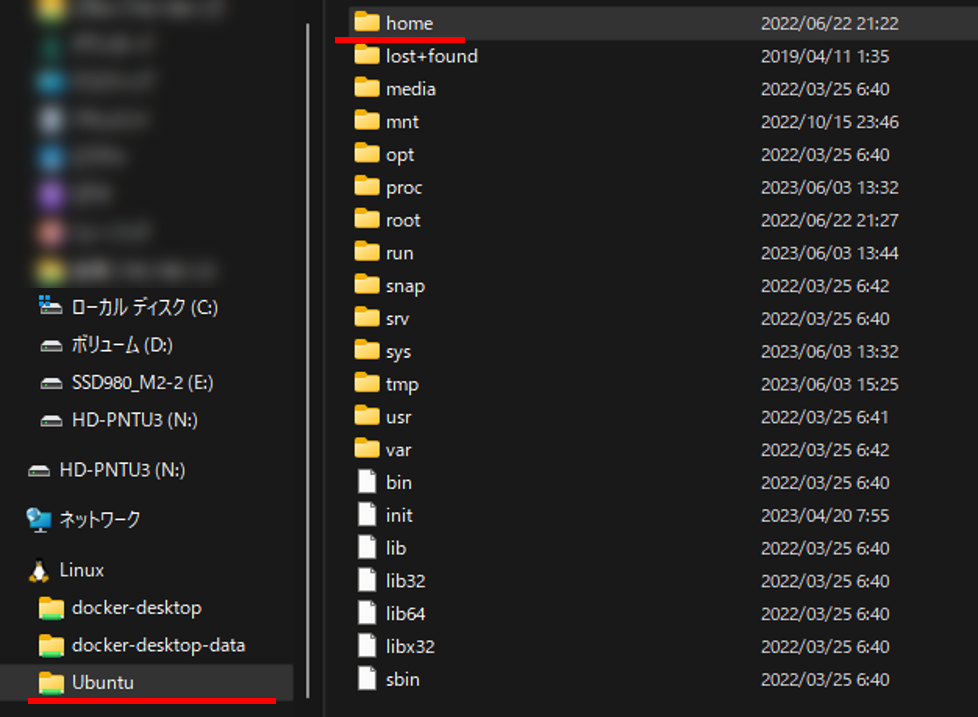 ローカル ディスク (C:)
ボリューム (D:)
SSD980_M2-2 (E:)
HD-PNTU3 (N:)
HD-PNTU3 (N:)
ネットワーク
Linux
docker-desktop
docker-desktop-data
Ubuntu
home 2022/06/22 21:22
lost+found 2019/04/11 1:35
media 2022/03/25 6:40
mnt 2022/10/15 23:46
opt 2022/03/25 6:40
proc 2023/06/03 13:32
root 2022/06/22 21:27
run 2023/06/03 13:44
snap 2022/03/25 6:42
srv 2022/03/25 6:40
sys 2023/06/03 13:32
tmp 2023/06/03 15:25
usr 2022/03/25 6:41
var 2022/03/25 6:42
bin 2022/03/25 6:40
init 2023/04/20 7:55
lib 2022/03/25 6:40
lib32 2022/03/25 6:40
lib64 2022/03/25 6:40
libx32 2022/03/25 6:40
sbin 2022/03/25 6:40